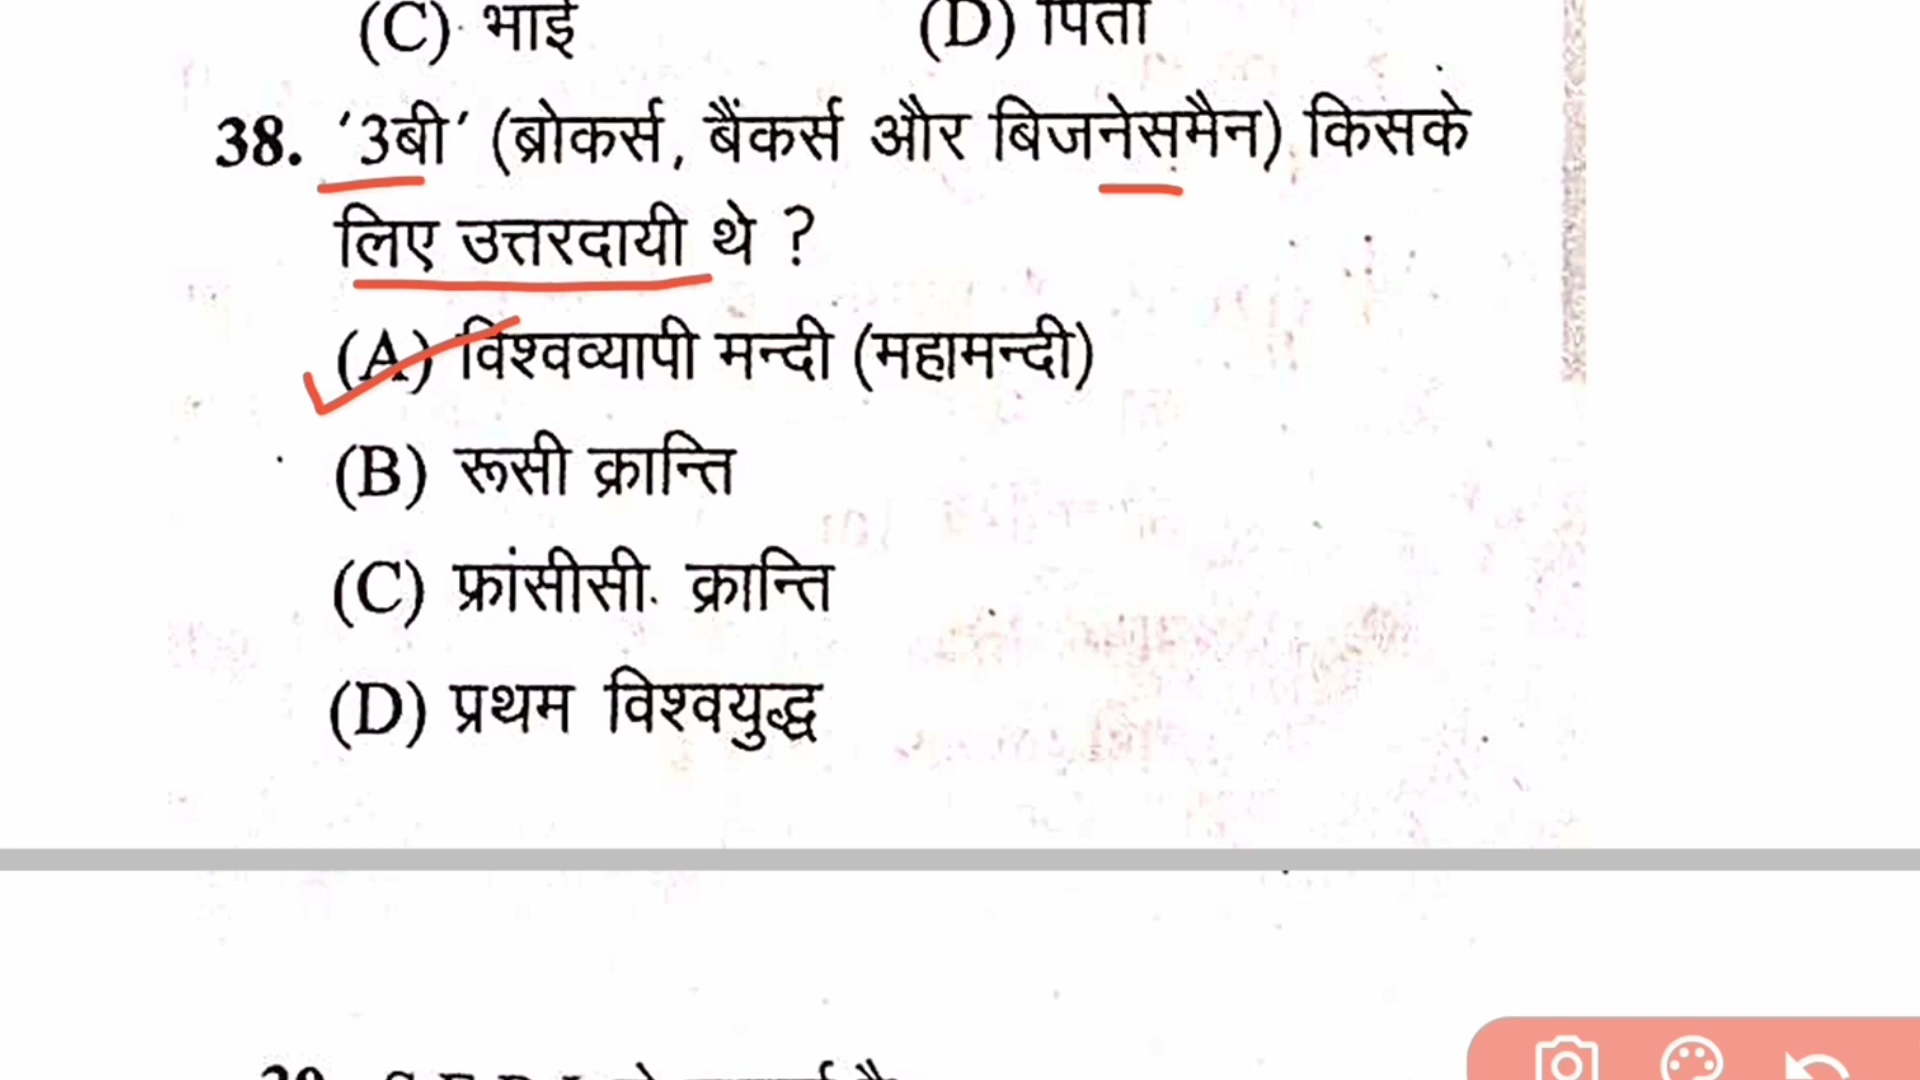 (C) भाई (D) पिता
38. '3बी' (ब्रोकर्स, बैंकर्स और बिजनेसमैन) किसके
लिए उत्तरदायी थे ?
(A) विश्वव्यापी मन्दी (महामन्दी)
(B) रूसी क्रान्ति
(C) फ्रांसीसी क्रान्ति
(D) प्रथम विश्वयुद्ध